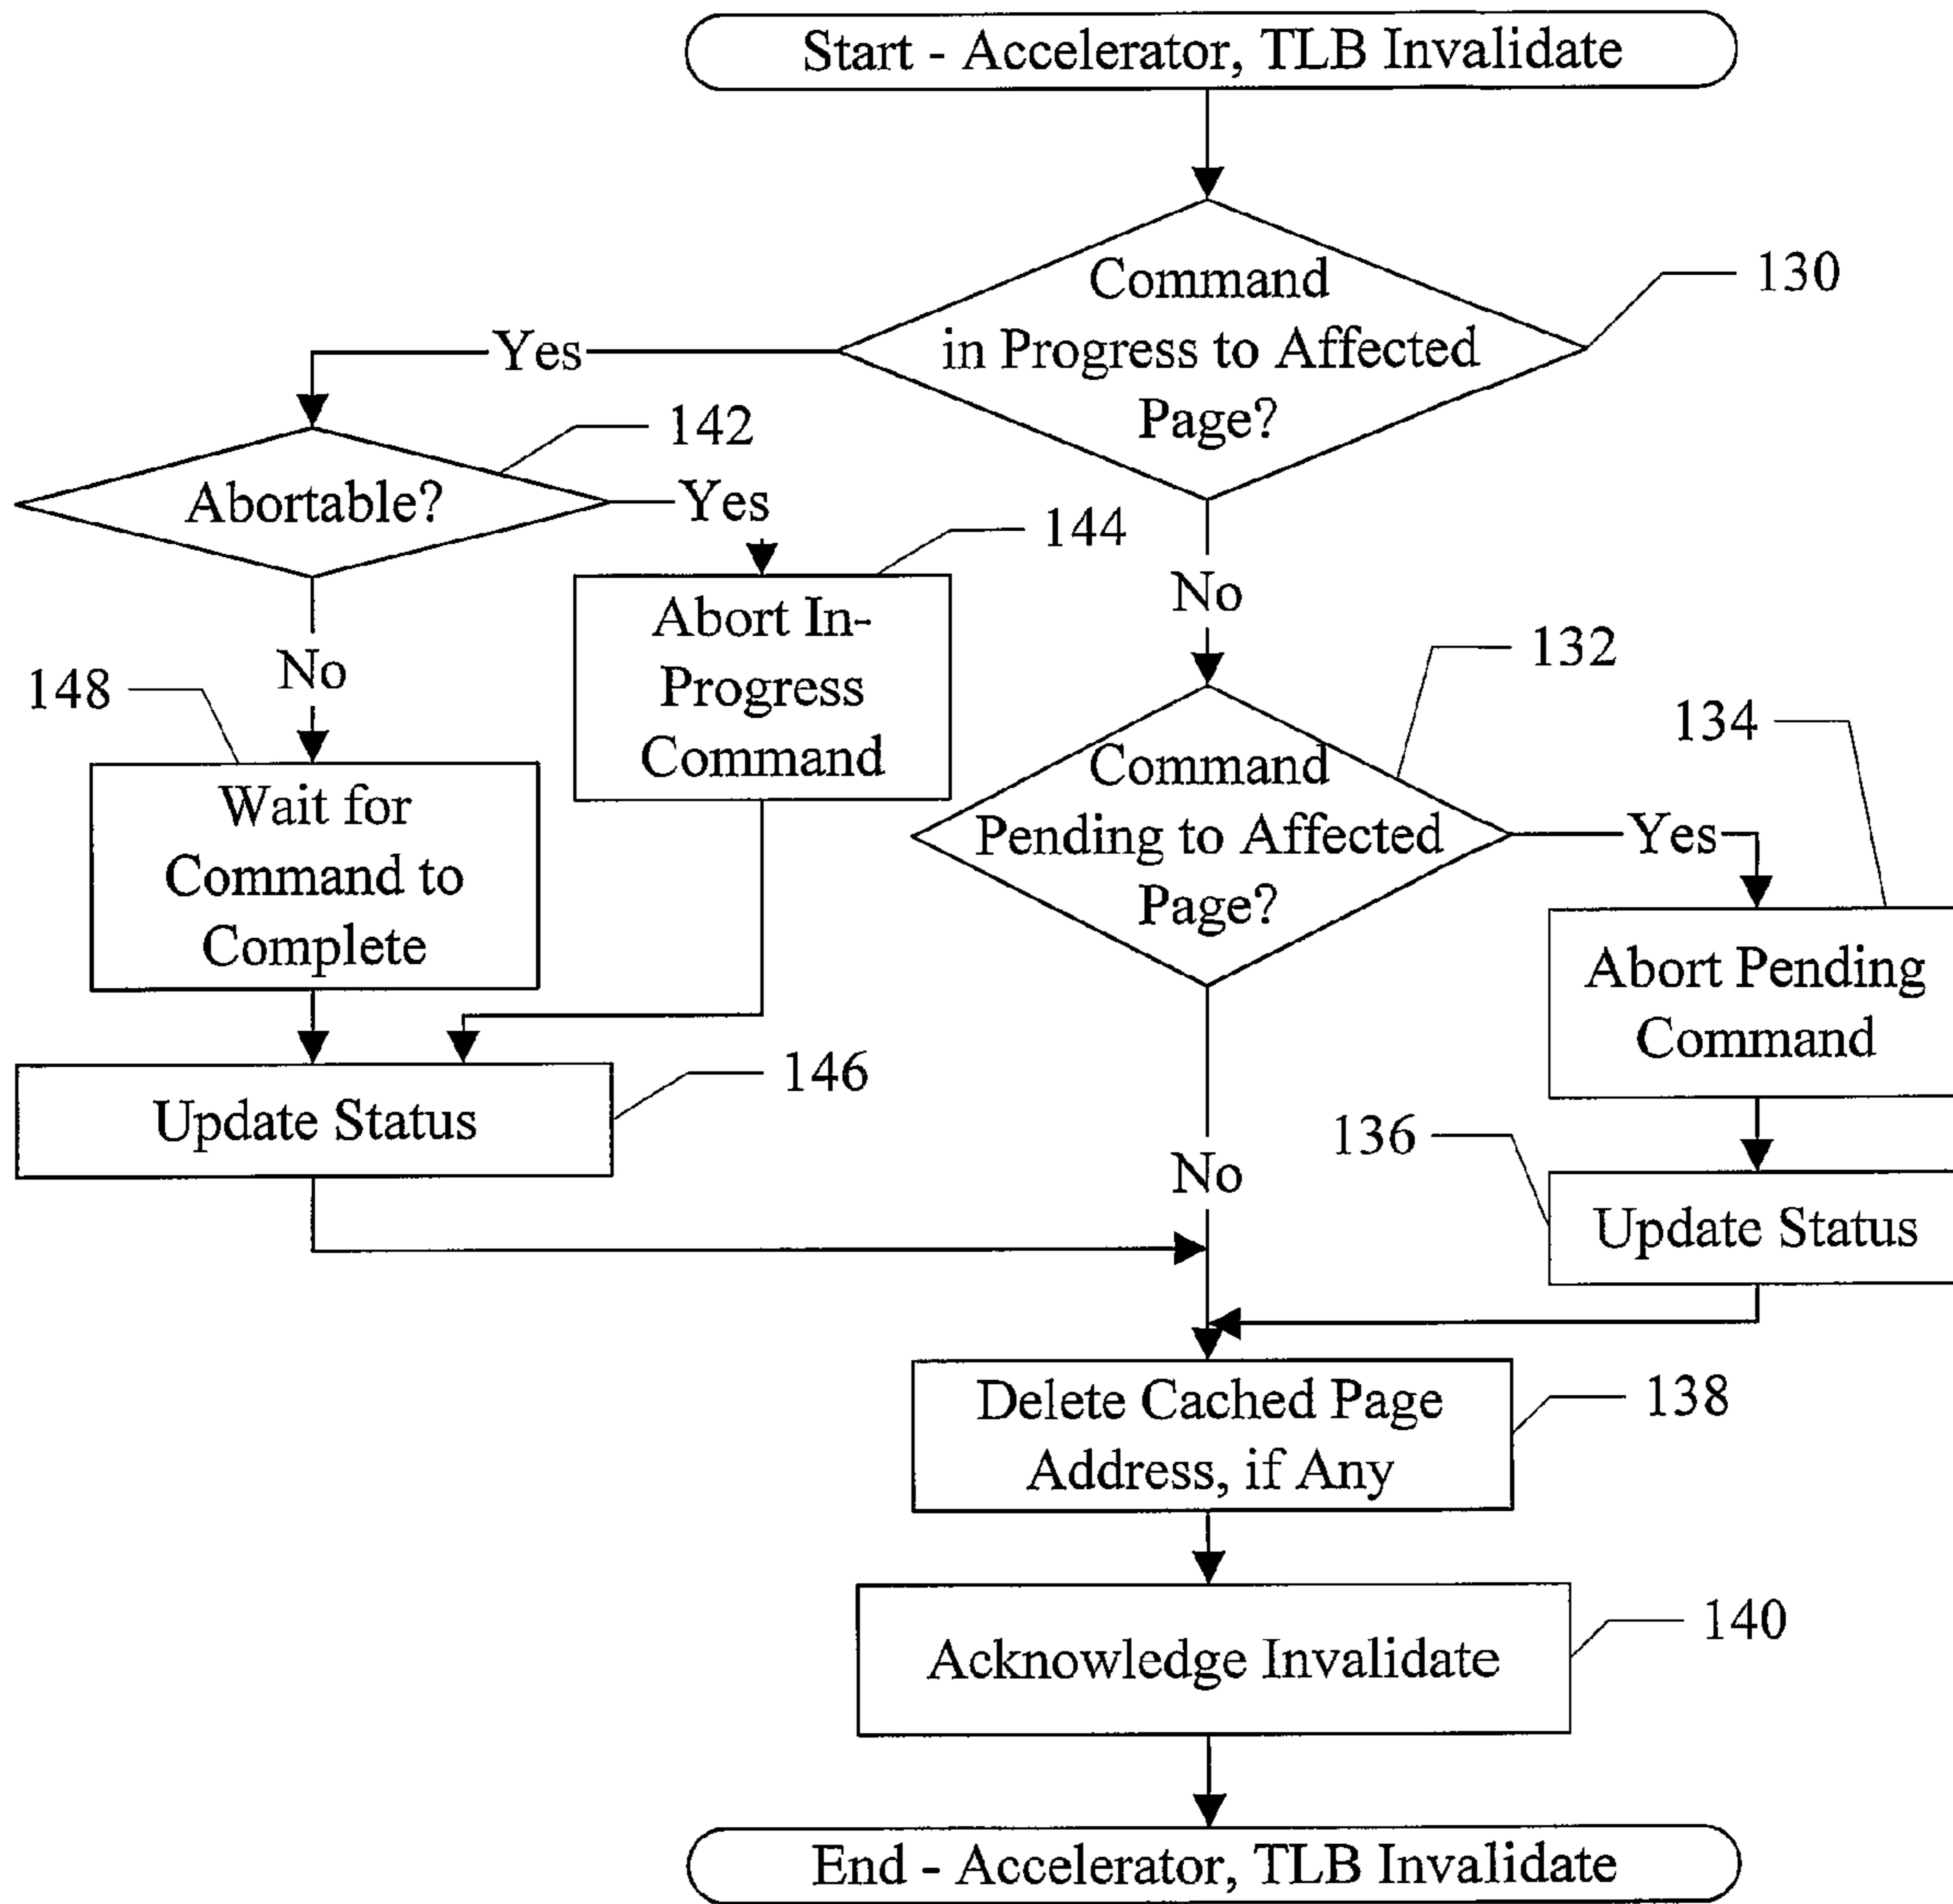 Start - Accelerator, TLB Invalidate
Command
in Progress to Affected
Page?
130
Yes
142
Abortable?
Yes
144
Abort In-
Progress
Command
No
No
148
Wait for
Command to
Complete
132
Command
Pending to Affected
Page?
134
Yes
Abort Pending
Command
146
Update Status
136
Update Status
No
Delete Cached Page
Address, if Any
138
Acknowledge Invalidate
140
End - Accelerator, TLB Invalidate